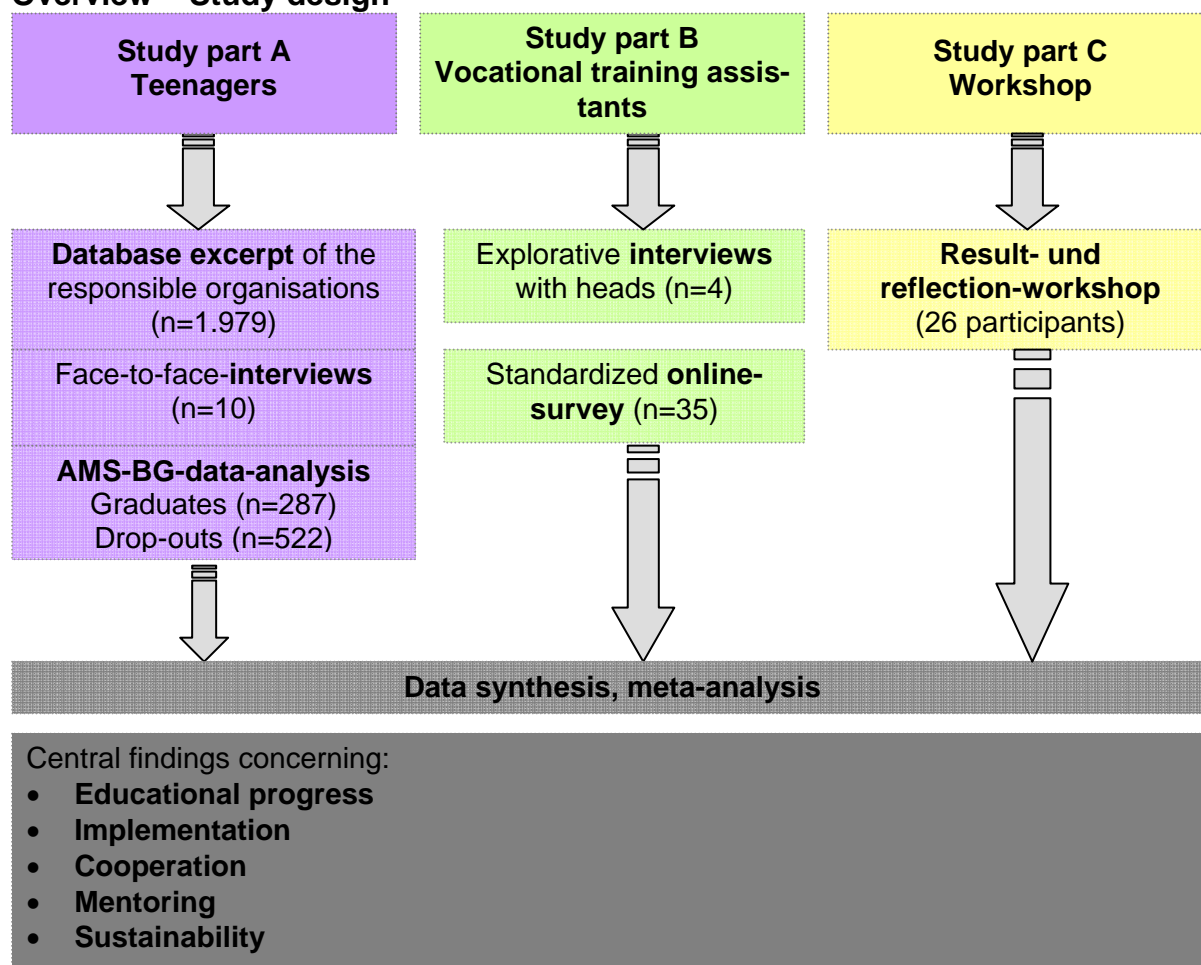 Overview – Study design
Study part A
Teenagers
Study part B
Vocational training assis-
tants
Study part C
Workshop
Database excerpt of the
responsible organisations
(n=1.979)
Face-to-face-interviews
(n=10)
AMS-BG-data-analysis
Graduates (n=287)
Drop-outs (n=522)
Explorative interviews
with heads (n=4)
Standardized online-
survey (n=35)
Result- und
reflection-workshop
(26 participants)
Data synthesis, meta-analysis
Central findings concerning:
• Educational progress
• Implementation
• Cooperation
• Mentoring
• Sustainability